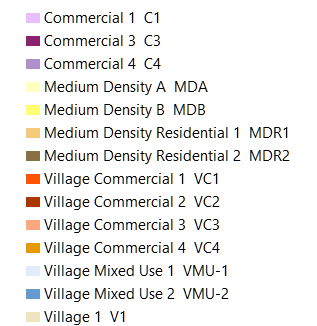 Commercial 1 C1
Commercial 3 C3
Commercial 4 C4
Medium Density A MDA
Medium Density B MDB
Medium Density Residential 1 MDR1
Medium Density Residential 2 MDR2
Village Commercial 1 VC1
Village Commercial 2 VC2
Village Commercial 3 VC3
Village Commercial 4 VC4
Village Mixed Use 1 VMU-1
Village Mixed Use 2 VMU-2
Village 1 V1